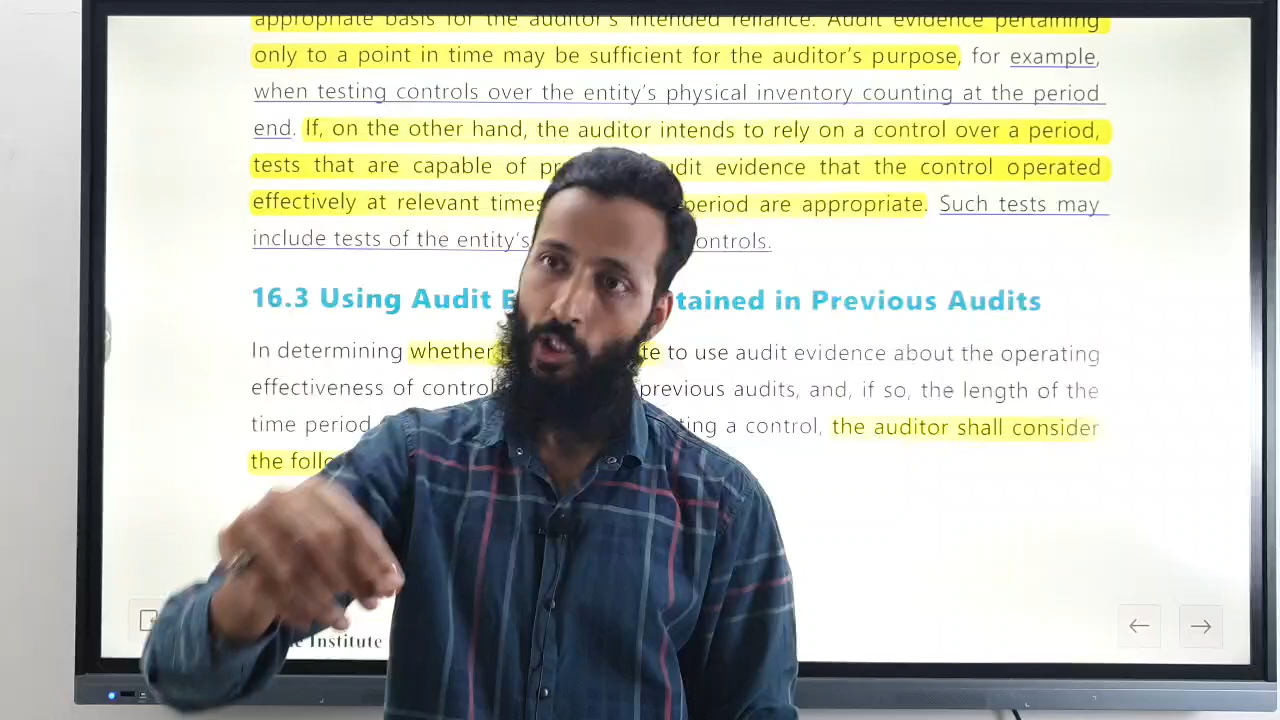 appropriate basis for the auditor's intended reliance. Audit evidence pertaining
only to a point in time may be sufficient for the auditor's purpose, for example,
when testing controls over the entity's physical inventory counting at the period
end. If, on the other hand, the auditor intends to rely on a control over a period,
tests that are capable of pr udit evidence that the control operated
effectively at relevant times period are appropriate. Such tests may
include tests of the entity's ontrols.
16.3 Using Audit E tained in Previous Audits
In determining whether te to use audit evidence about the operating
effectiveness of control previous audits, and, if so, the length of the
time period ting a control, the auditor shall consider
the follo
Institute